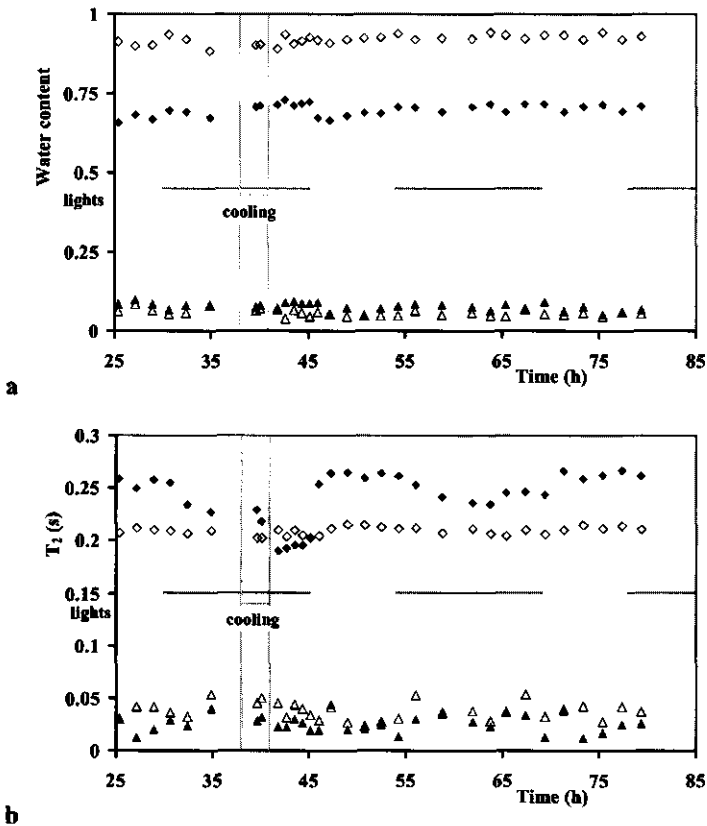 1
Water content
0.75
0.5
lights
cooling
0.25
0
25 35 45 55 65 75 85
Time (h)
a
0.3
T2 (s)
0.25
0.2
0.15
lights
cooling
0.1
0.05
0
25 35 45 55 65 75 85
Time (h)
b